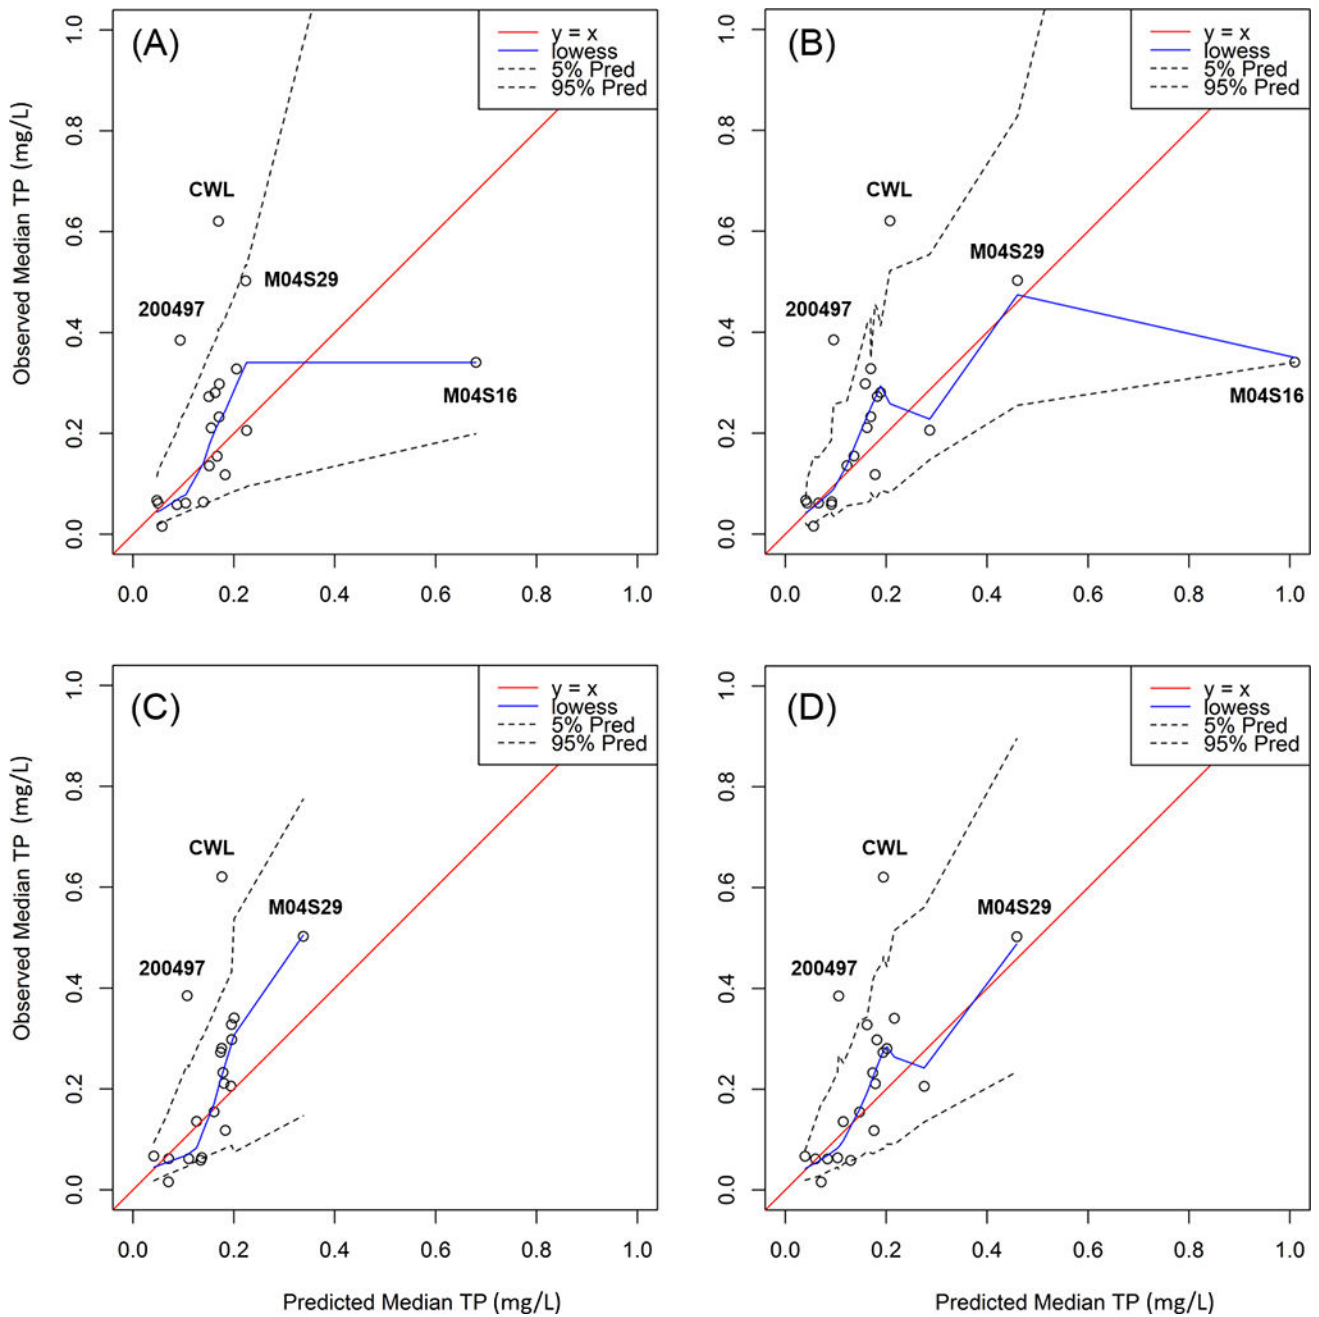 (A)
y = x
lowess
5% Pred
95% Pred
CWL
M04S29
200497
M04S16
Observed Median TP (mg/L)
0.0 0.2 0.4 0.6 0.8 1.0
0.0 0.2 0.4 0.6 0.8 1.0
(B)
y = x
lowess
5% Pred
95% Pred
CWL
M04S29
200497
M04S16
0.0 0.2 0.4 0.6 0.8 1.0
0.0 0.2 0.4 0.6 0.8 1.0
(C)
y = x
lowess
5% Pred
95% Pred
CWL
M04S29
200497
Observed Median TP (mg/L)
0.0 0.2 0.4 0.6 0.8 1.0
0.0 0.2 0.4 0.6 0.8 1.0
Predicted Median TP (mg/L)
(D)
y = x
lowess
5% Pred
95% Pred
CWL
M04S29
200497
0.0 0.2 0.4 0.6 0.8 1.0
0.0 0.2 0.4 0.6 0.8 1.0
Predicted Median TP (mg/L)